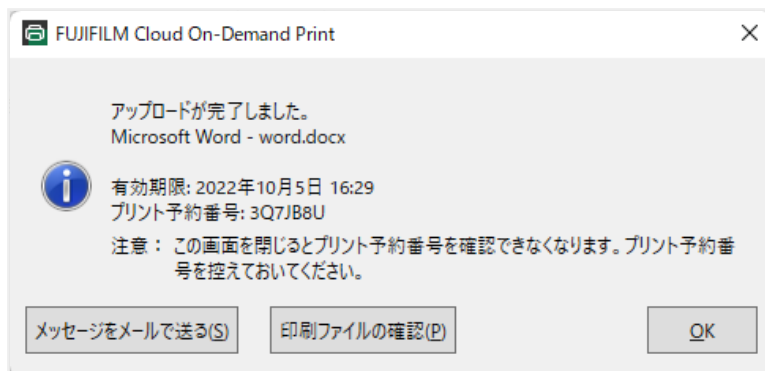 FUJIFILM Cloud On-Demand Print
アップロードが完了しました。
Microsoft Word - word.docx
有効期限: 2022年10月5日 16:29
プリント予約番号: 3Q7JB8U
注意： この画面を閉じるとプリント予約番号を確認できなくなります。プリント予約番
号を控えておいてください。
メッセージをメールで送る(S)
印刷ファイルの確認(P)
OK